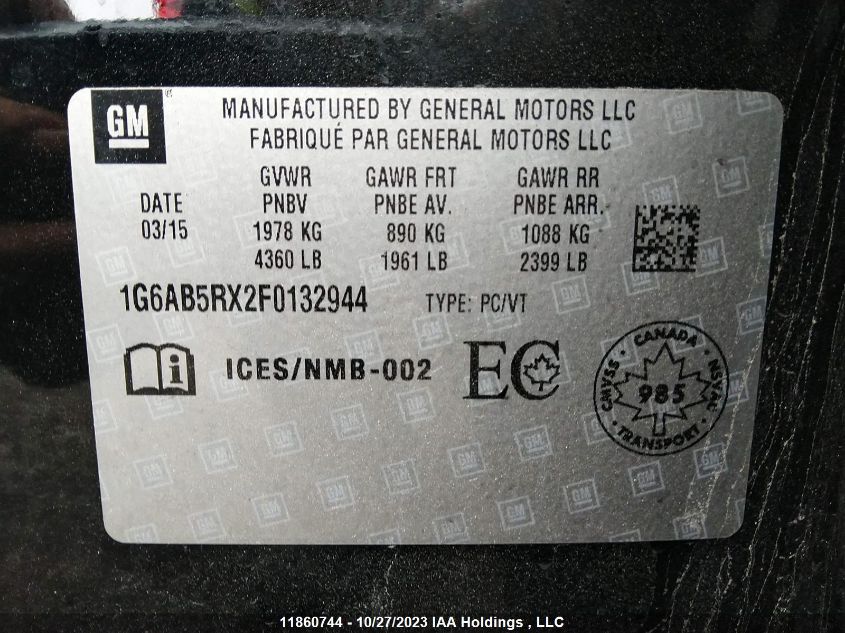 GM
MANUFACTURED BY GENERAL MOTORS LLC
FABRIQUÉ PAR GENERAL MOTORS LLC
GVWR GAWR FRT GAWR RR
DATE PNBV PNBE AV. PNBE ARR.
03/15 1978 KG 890 KG 1088 KG
4360 LB 1961 LB 2399 LB
1G6AB5RX2F0132944 TYPE: PC/VT
i ICES/NMB-002 EC
CMVSS · CANADA · NSVAC · TRANSPORT ·
985
11860744 - 10/27/2023 IAA Holdings , LLC